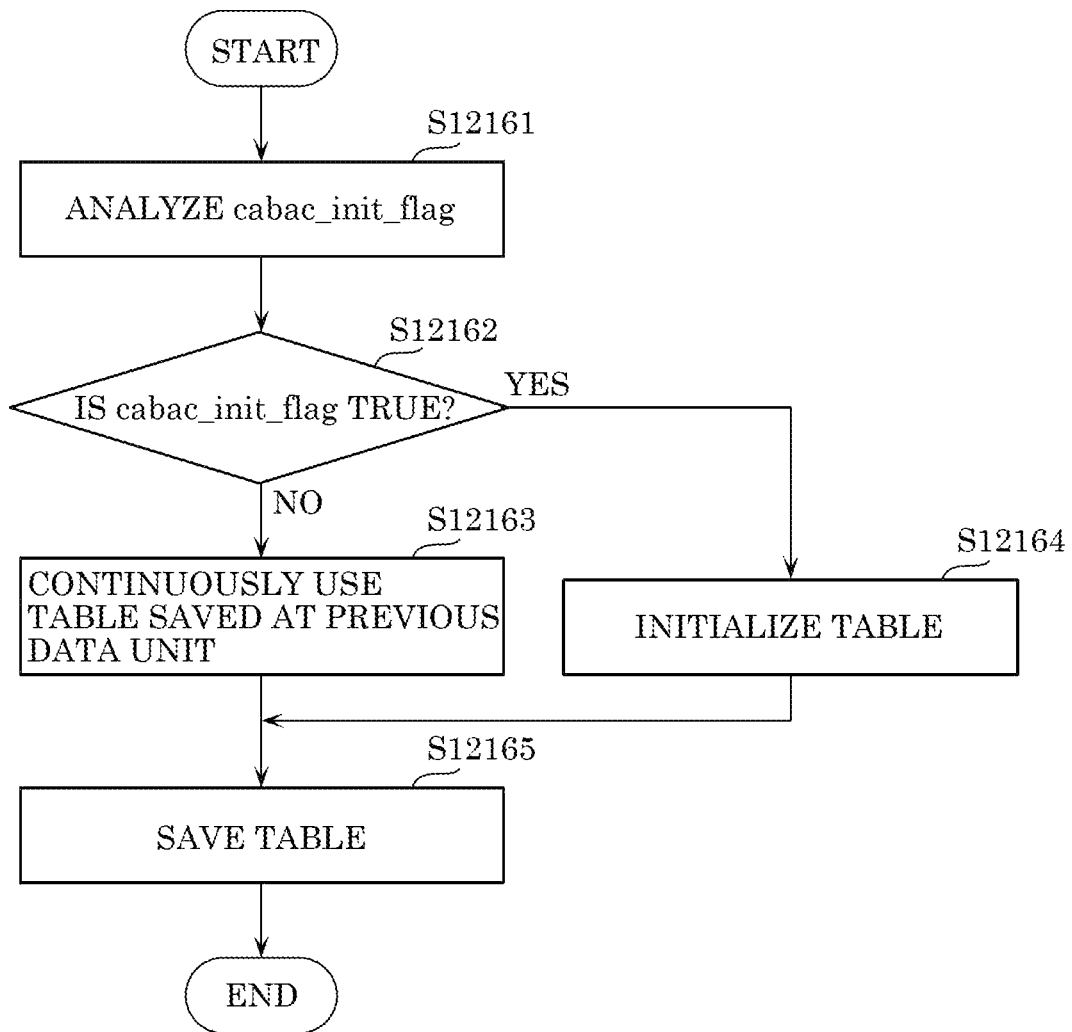 START
S12161
ANALYZE cabac_init_flag
S12162
IS cabac_init_flag TRUE?
YES
NO
S12163
CONTINUOUSLY USE
TABLE SAVED AT PREVIOUS
DATA UNIT
S12164
INITIALIZE TABLE
S12165
SAVE TABLE
END